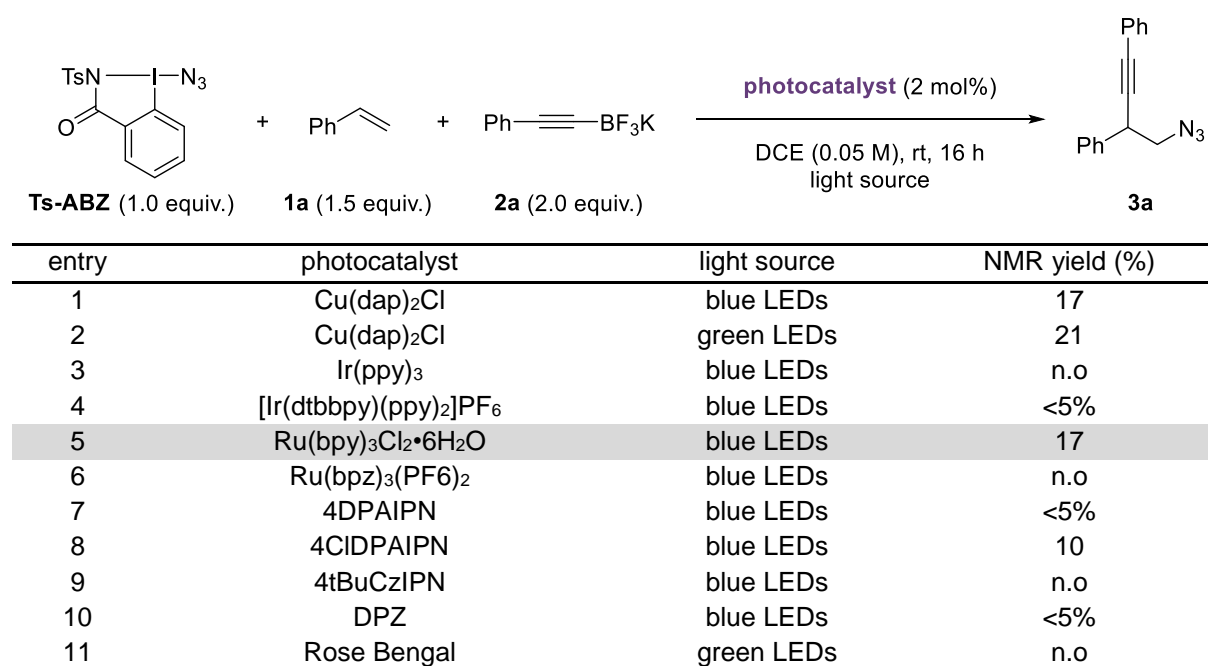 Ph
TsN I N3
O
+ Ph + Ph BF3K
photocatalyst (2 mol%)
DCE (0.05 M), rt, 16 h
light source
Ph N3
Ts-ABZ (1.0 equiv.) 1a (1.5 equiv.) 2a (2.0 equiv.) 3a
entry photocatalyst light source NMR yield (%)
1 Cu(dap)2Cl blue LEDs 17
2 Cu(dap)2Cl green LEDs 21
3 Ir(ppy)3 blue LEDs n.o
4 [Ir(dtbbpy)(ppy)2]PF6 blue LEDs <5%
5 Ru(bpy)3Cl2•6H2O blue LEDs 17
6 Ru(bpz)3(PF6)2 blue LEDs n.o
7 4DPAIPN blue LEDs <5%
8 4ClDPAIPN blue LEDs 10
9 4tBuCzIPN blue LEDs n.o
10 DPZ blue LEDs <5%
11 Rose Bengal green LEDs n.o